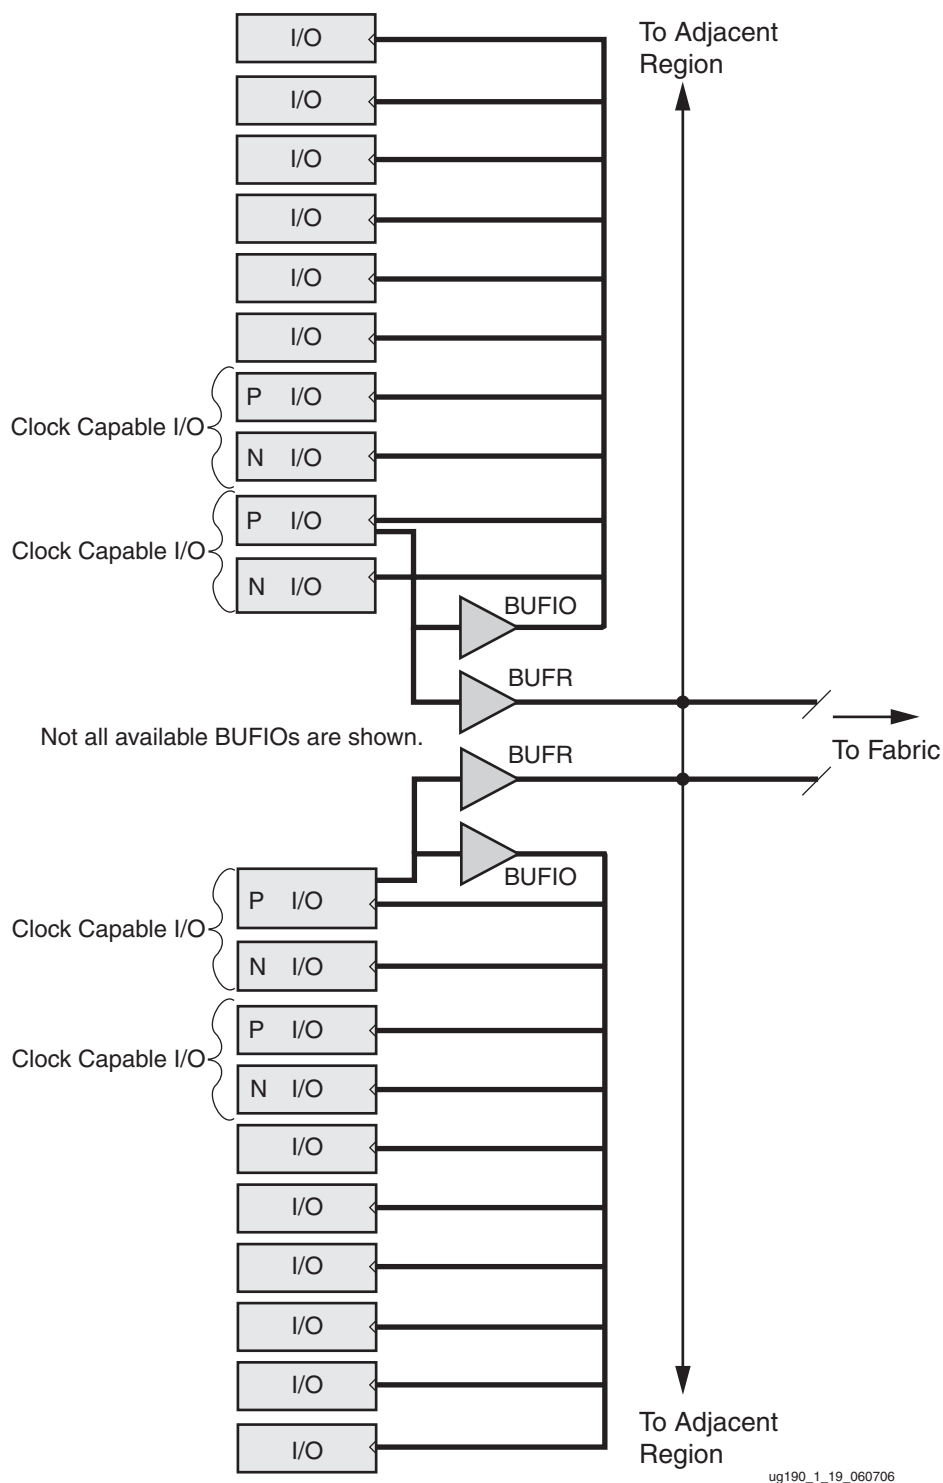 I/O
To Adjacent
Region
I/O
I/O
I/O
I/O
I/O
P I/O
Clock Capable I/O
N I/O
P I/O
Clock Capable I/O
N I/O
BUFIO
BUFR
Not all available BUFIOs are shown.
To Fabric
BUFR
BUFIO
P I/O
Clock Capable I/O
N I/O
P I/O
Clock Capable I/O
N I/O
I/O
I/O
I/O
I/O
I/O
To Adjacent
Region
I/O
ug190_1_19_060706